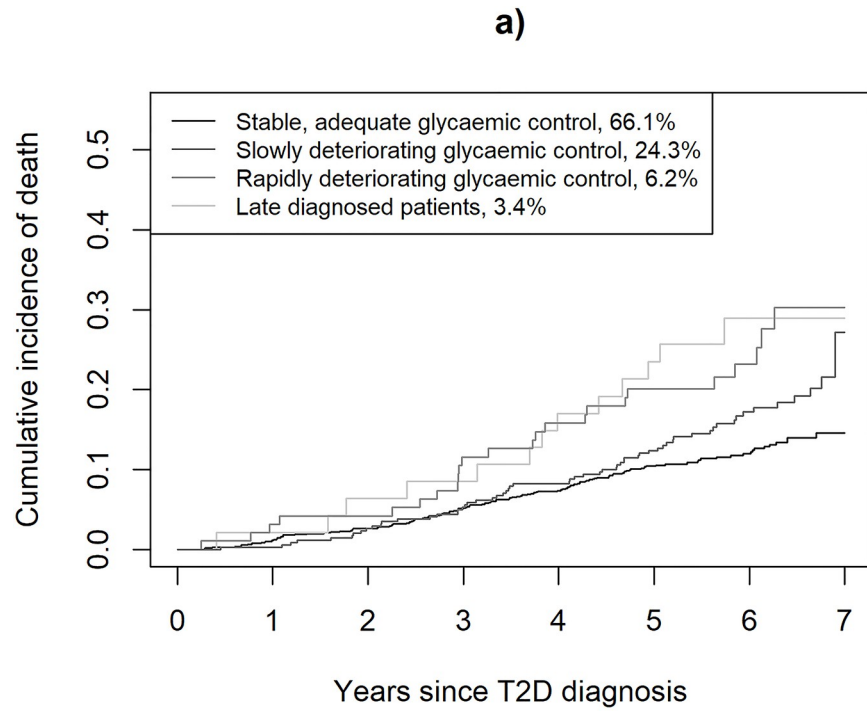 a)
Stable, adequate glycaemic control, 66.1%
Slowly deteriorating glycaemic control, 24.3%
Rapidly deteriorating glycaemic control, 6.2%
Late diagnosed patients, 3.4%
Cumulative incidence of death
0.5
0.4
0.3
0.2
0.1
0.0
0 1 2 3 4 5 6 7
Years since T2D diagnosis